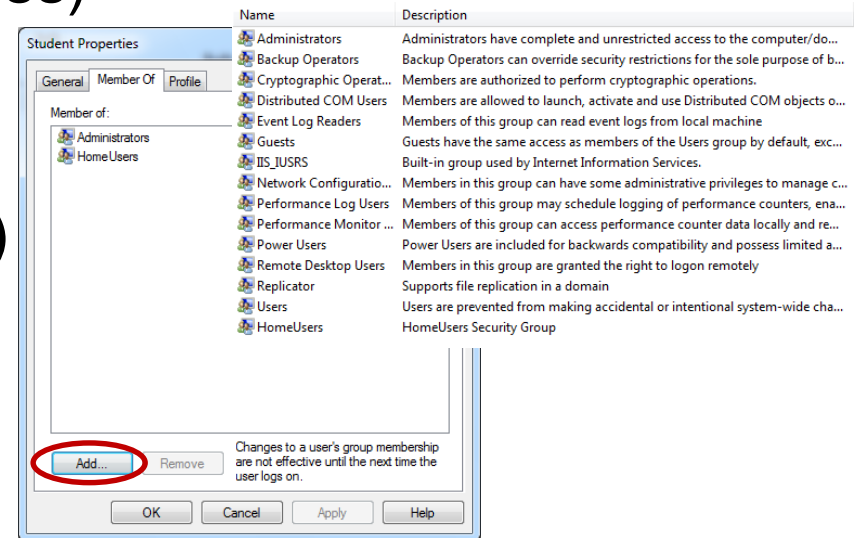 Student Properties
General Member Of Profile
Member of:
Administrators
HomeUsers
Add... Remove
Changes to a user's group membership
are not effective until the next time the
user logs on.
OK Cancel Apply Help
Name Description
Administrators Administrators have complete and unrestricted access to the computer/do...
Backup Operators Backup Operators can override security restrictions for the sole purpose of b...
Cryptographic Operat... Members are authorized to perform cryptographic operations.
Distributed COM Users Members are allowed to launch, activate and use Distributed COM objects o...
Event Log Readers Members of this group can read event logs from local machine
Guests Guests have the same access as members of the Users group by default, exc...
IIS_IUSRS Built-in group used by Internet Information Services.
Network Configuratio... Members in this group can have some administrative privileges to manage c...
Performance Log Users Members of this group may schedule logging of performance counters, ena...
Performance Monitor ... Members of this group can access performance counter data locally and re...
Power Users Power Users are included for backwards compatibility and possess limited a...
Remote Desktop Users Members in this group are granted the right to logon remotely
Replicator Supports file replication in a domain
Users Users are prevented from making accidental or intentional system-wide cha...
HomeUsers HomeUsers Security Group